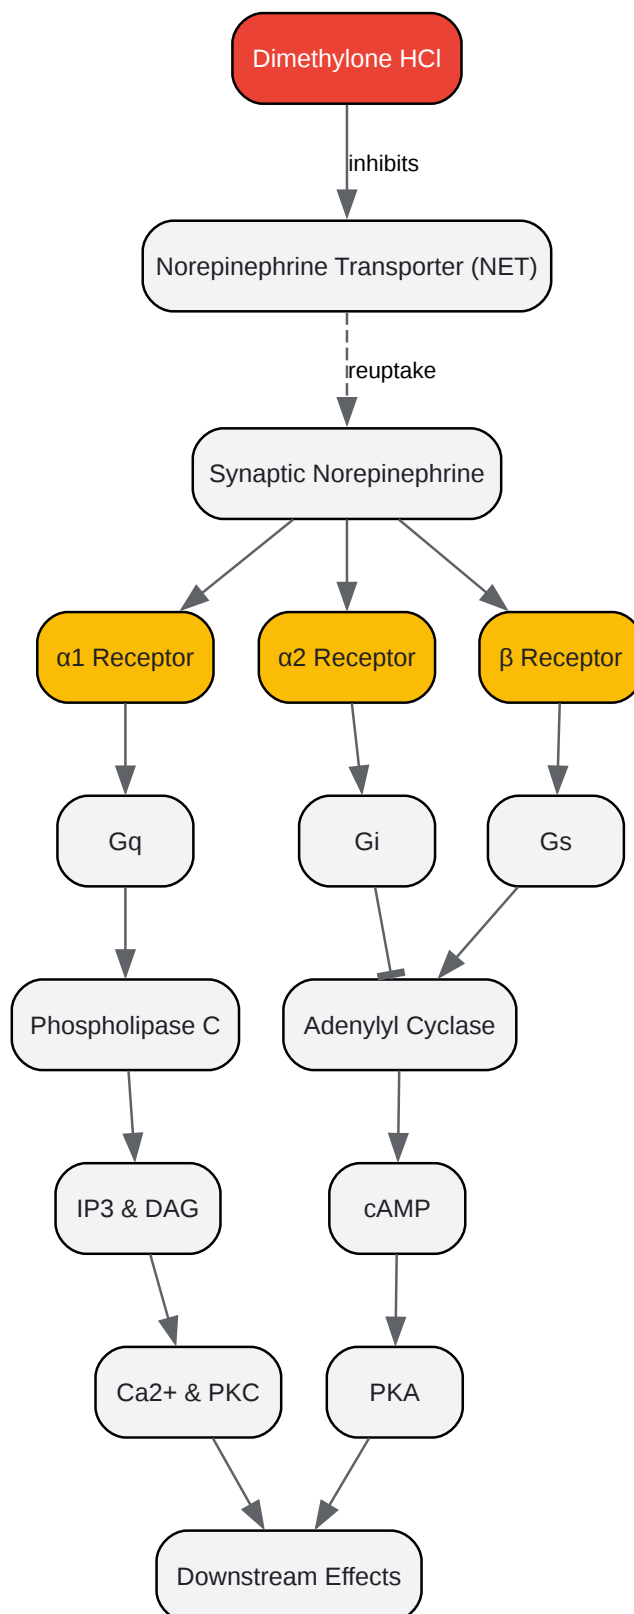 Dimethylone HCl
inhibits
Norepinephrine Transporter (NET)
reuptake
Synaptic Norepinephrine
α1 Receptor
α2 Receptor
β Receptor
Gq
Gi
Gs
Phospholipase C
Adenylyl Cyclase
IP3 & DAG
cAMP
Ca2+ & PKC
PKA
Downstream Effects